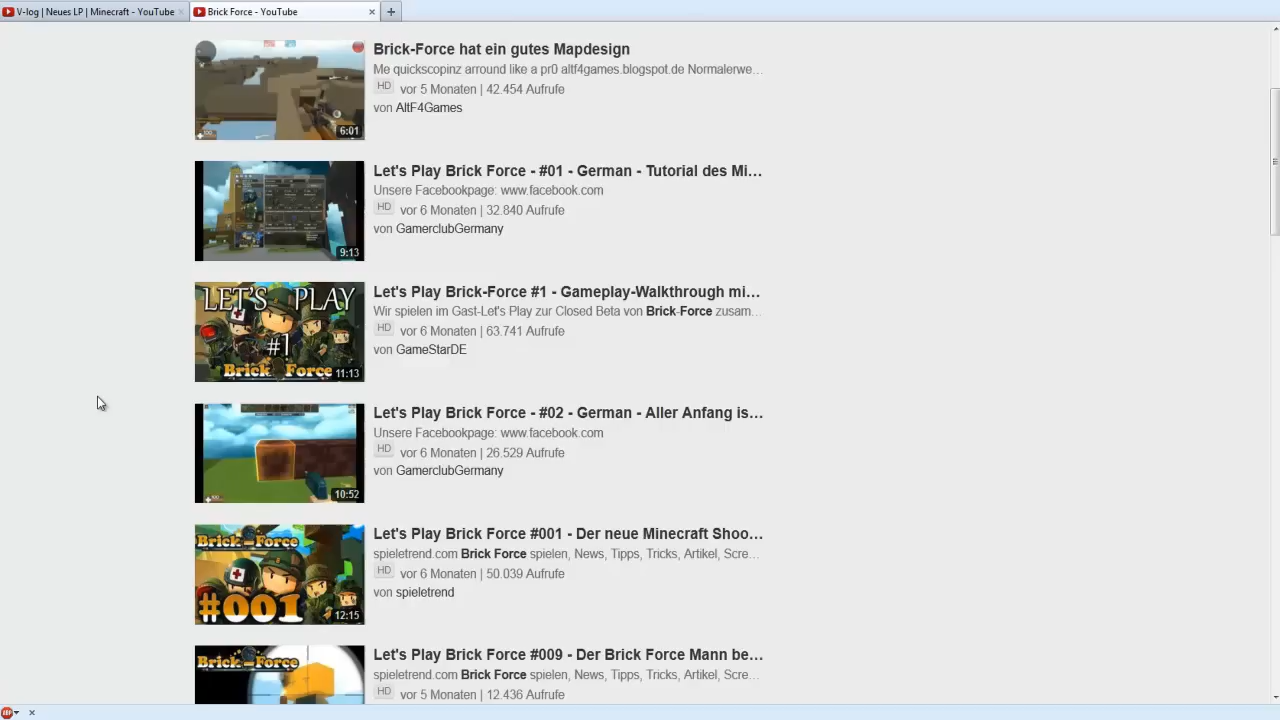 V-log | Neues LP | Minecraft - YouTube
Brick Force - YouTube
Brick-Force hat ein gutes Mapdesign
Me quickscopinz arround like a pr0 altf4games.blogspot.de Normalerwe...
HD vor 5 Monaten | 42.454 Aufrufe
von AltF4Games
6:01
Let's Play Brick Force - #01 - German - Tutorial des Mi...
Unsere Facebookpage: www.facebook.com
HD vor 6 Monaten | 32.840 Aufrufe
von GamerclubGermany
9:13
Let's Play Brick-Force #1 - Gameplay-Walkthrough mi...
Wir spielen im Gast-Let's Play zur Closed Beta von Brick-Force zusam...
HD vor 6 Monaten | 63.741 Aufrufe
von GameStarDE
LET'S PLAY
#1
Brick Force
11:13
Let's Play Brick Force - #02 - German - Aller Anfang is...
Unsere Facebookpage: www.facebook.com
HD vor 6 Monaten | 26.529 Aufrufe
von GamerclubGermany
10:52
Let's Play Brick Force #001 - Der neue Minecraft Shoo...
spieletrend.com Brick Force spielen, News, Tipps, Tricks, Artikel, Scre...
HD vor 6 Monaten | 50.039 Aufrufe
von spieletrend
Brick-Force
#001
12:15
Let's Play Brick Force #009 - Der Brick Force Mann be...
spieletrend.com Brick Force spielen, News, Tipps, Tricks, Artikel, Scre...
HD vor 5 Monaten | 12.436 Aufrufe
Brick-Force
ABP